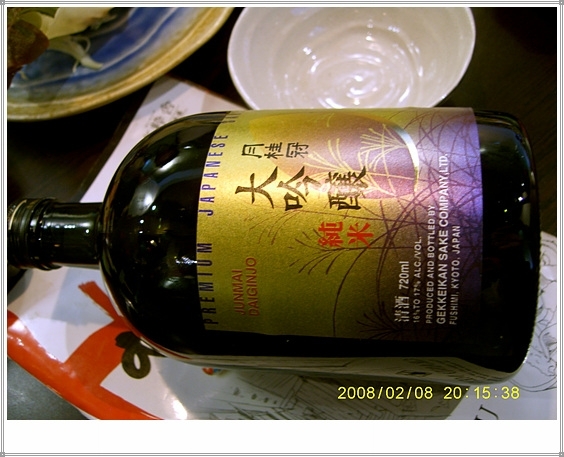 PREMIUM JAPANESE
月桂冠
大吟醸
純米
JUNMAI
DAIGINJO
清酒 720ml
16% TO 17% ALC./VOL.
PRODUCED AND BOTTLED BY
GEKKEIKAN SAKE COMPANY,LTD.
FUSHIMI, KYOTO JAPAN
2008/02/08 20:15:38